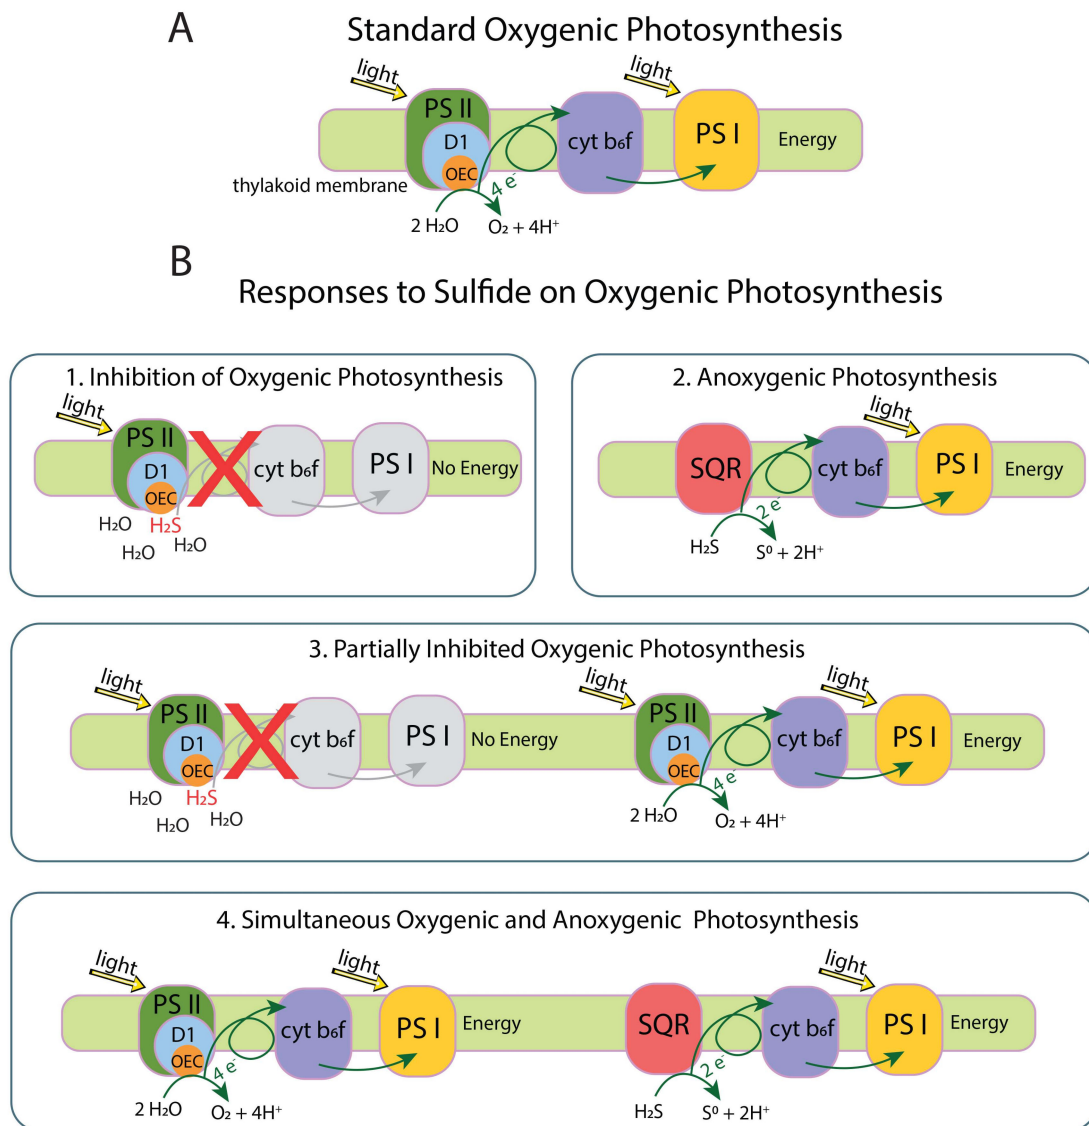 A
Standard Oxygenic Photosynthesis
light
light
PS II
D1
OEC
cyt b₆f
PS I
Energy
thylakoid membrane
4 e⁻
2 H₂O
O₂ + 4H⁺
B
Responses to Sulfide on Oxygenic Photosynthesis
1. Inhibition of Oxygenic Photosynthesis
light
PS II
D1
OEC
cyt b₆f
PS I
No Energy
H₂O
H₂S
H₂O
H₂O
2. Anoxygenic Photosynthesis
light
SQR
cyt b₆f
PS I
Energy
2 e⁻
H₂S
S⁰ + 2H⁺
3. Partially Inhibited Oxygenic Photosynthesis
light
PS II
D1
OEC
cyt b₆f
PS I
No Energy
H₂O
H₂S
H₂O
H₂O
light
light
PS II
D1
OEC
cyt b₆f
PS I
Energy
4 e⁻
2 H₂O
O₂ + 4H⁺
4. Simultaneous Oxygenic and Anoxygenic Photosynthesis
light
light
PS II
D1
OEC
cyt b₆f
PS I
Energy
4 e⁻
2 H₂O
O₂ + 4H⁺
light
SQR
cyt b₆f
PS I
Energy
2 e⁻
H₂S
S⁰ + 2H⁺